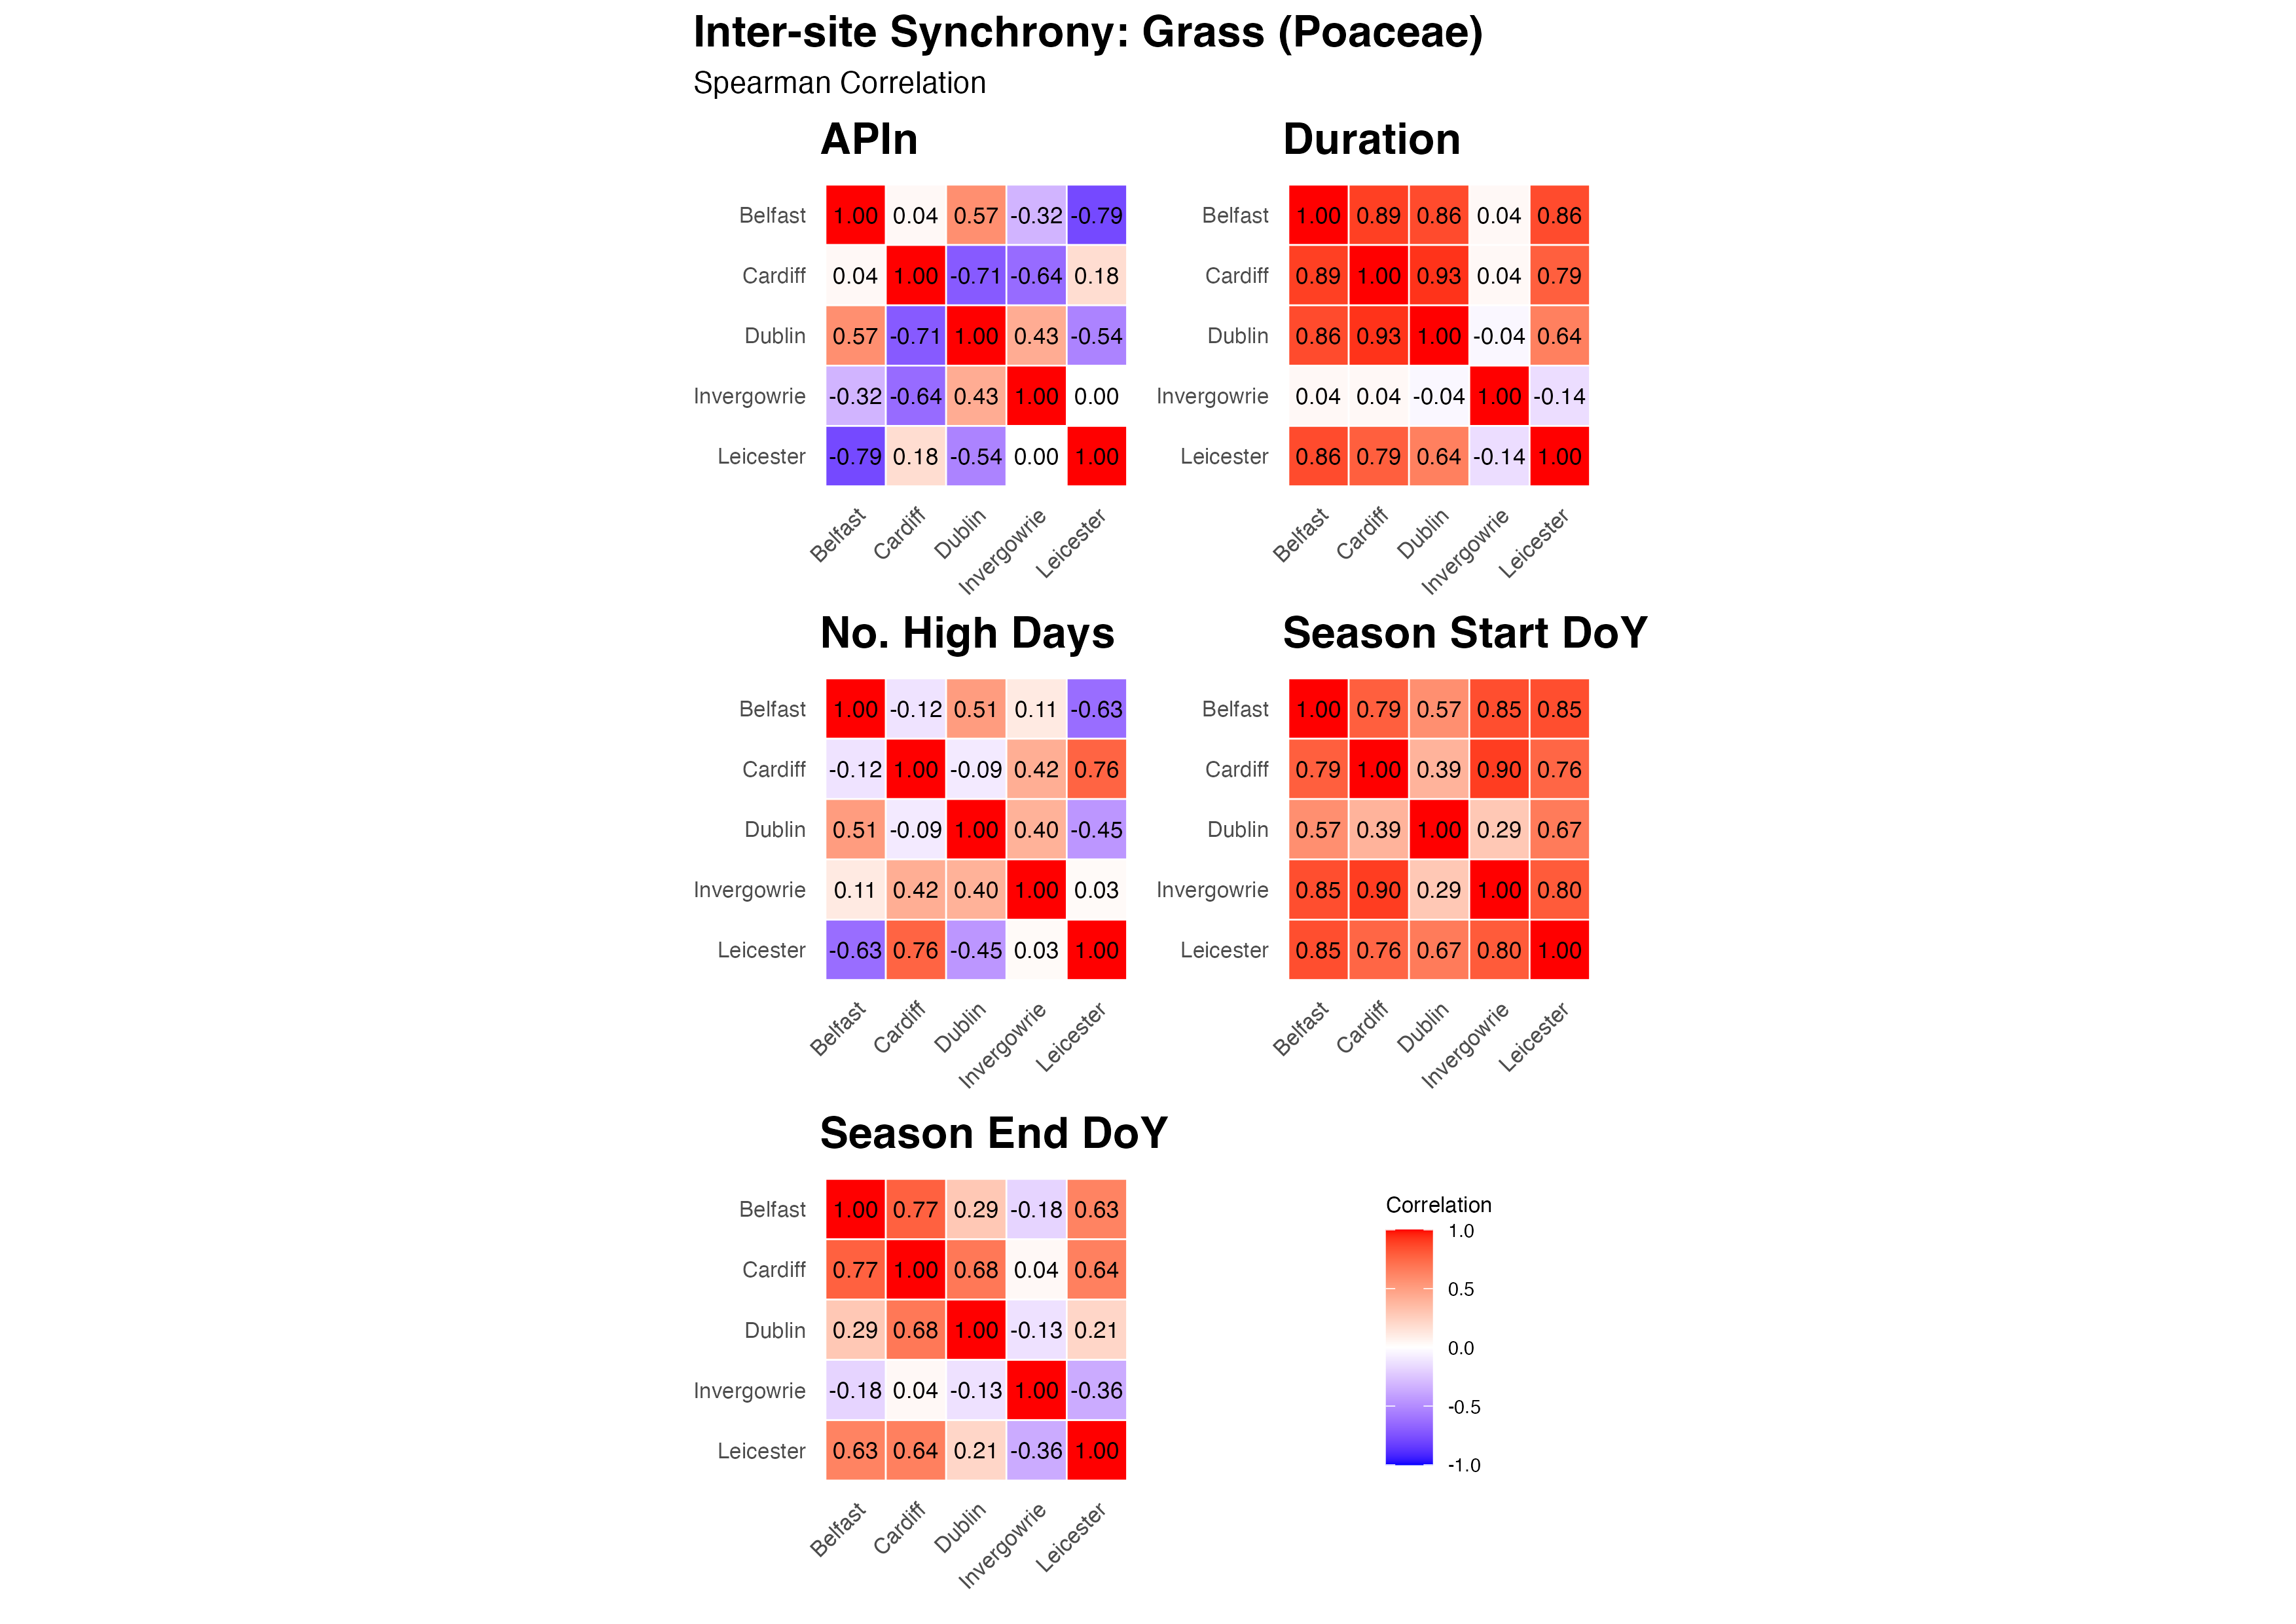 Inter-site Synchrony: Grass (Poaceae)
Spearman Correlation
APIn
Belfast 1.00 0.04 0.57 -0.32 -0.79
Cardiff 0.04 1.00 -0.71 -0.64 0.18
Dublin 0.57 -0.71 1.00 0.43 -0.54
Invergowrie -0.32 -0.64 0.43 1.00 0.00
Leicester -0.79 0.18 -0.54 0.00 1.00
Belfast Cardiff Dublin Invergowrie Leicester
Duration
Belfast 1.00 0.89 0.86 0.04 0.86
Cardiff 0.89 1.00 0.93 0.04 0.79
Dublin 0.86 0.93 1.00 -0.04 0.64
Invergowrie 0.04 0.04 -0.04 1.00 -0.14
Leicester 0.86 0.79 0.64 -0.14 1.00
Belfast Cardiff Dublin Invergowrie Leicester
No. High Days
Belfast 1.00 -0.12 0.51 0.11 -0.63
Cardiff -0.12 1.00 -0.09 0.42 0.76
Dublin 0.51 -0.09 1.00 0.40 -0.45
Invergowrie 0.11 0.42 0.40 1.00 0.03
Leicester -0.63 0.76 -0.45 0.03 1.00
Belfast Cardiff Dublin Invergowrie Leicester
Season Start DoY
Belfast 1.00 0.79 0.57 0.85 0.85
Cardiff 0.79 1.00 0.39 0.90 0.76
Dublin 0.57 0.39 1.00 0.29 0.67
Invergowrie 0.85 0.90 0.29 1.00 0.80
Leicester 0.85 0.76 0.67 0.80 1.00
Belfast Cardiff Dublin Invergowrie Leicester
Season End DoY
Belfast 1.00 0.77 0.29 -0.18 0.63
Cardiff 0.77 1.00 0.68 0.04 0.64
Dublin 0.29 0.68 1.00 -0.13 0.21
Invergowrie -0.18 0.04 -0.13 1.00 -0.36
Leicester 0.63 0.64 0.21 -0.36 1.00
Belfast Cardiff Dublin Invergowrie Leicester
Correlation
1.0
0.5
0.0
-0.5
-1.0